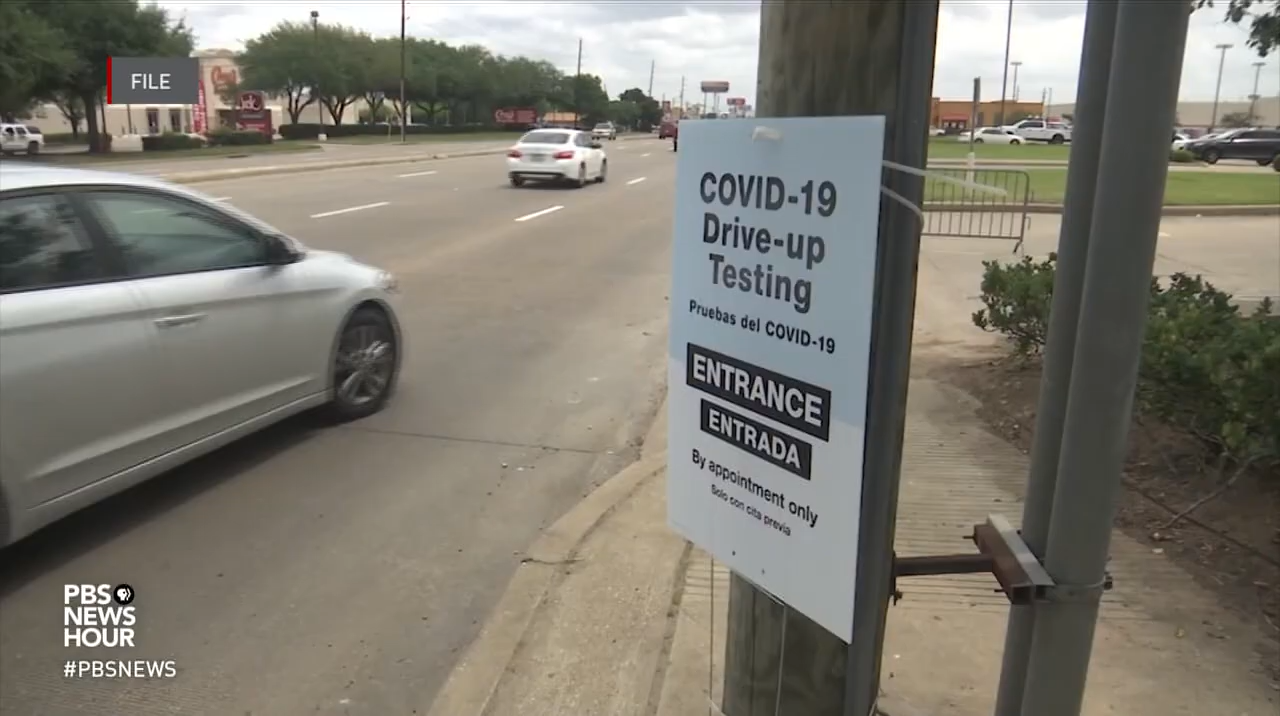 FILE
COVID-19
Drive-up
Testing
Pruebas del COVID-19
ENTRANCE
ENTRADA
By appointment only
Solo con cita previa
PBS
NEWS
HOUR
#PBSNEWS